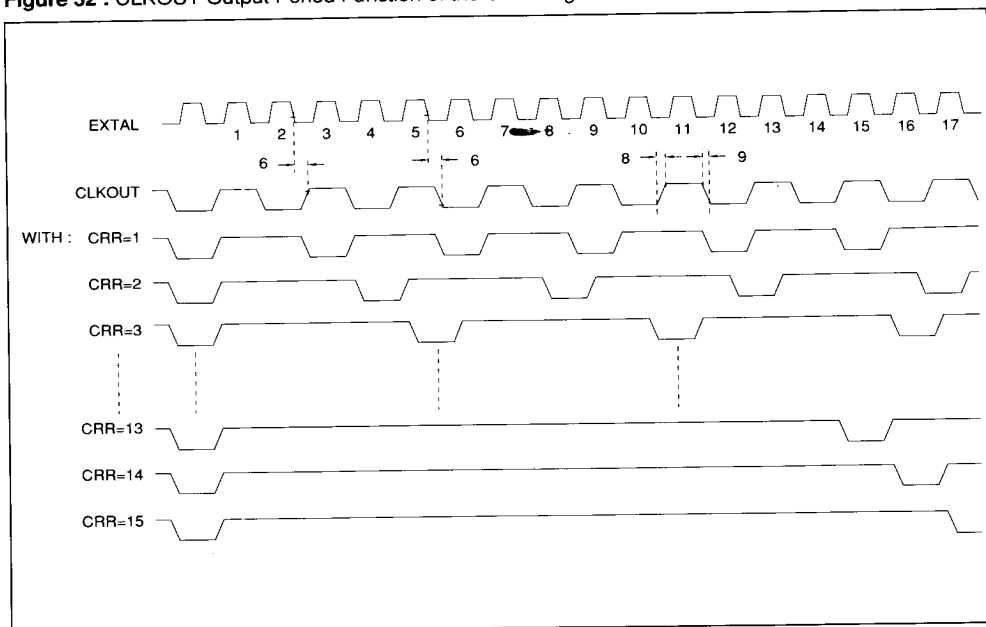 Figure 32 : CLKOUT Output Period Function of the
EXTAL
1 2 3 4 5 6 7 8 9 10 11 12 13 14 15 16 17
6 6 8 9
CLKOUT
WITH : CRR=1
CRR=2
CRR=3
CRR=13
CRR=14
CRR=15